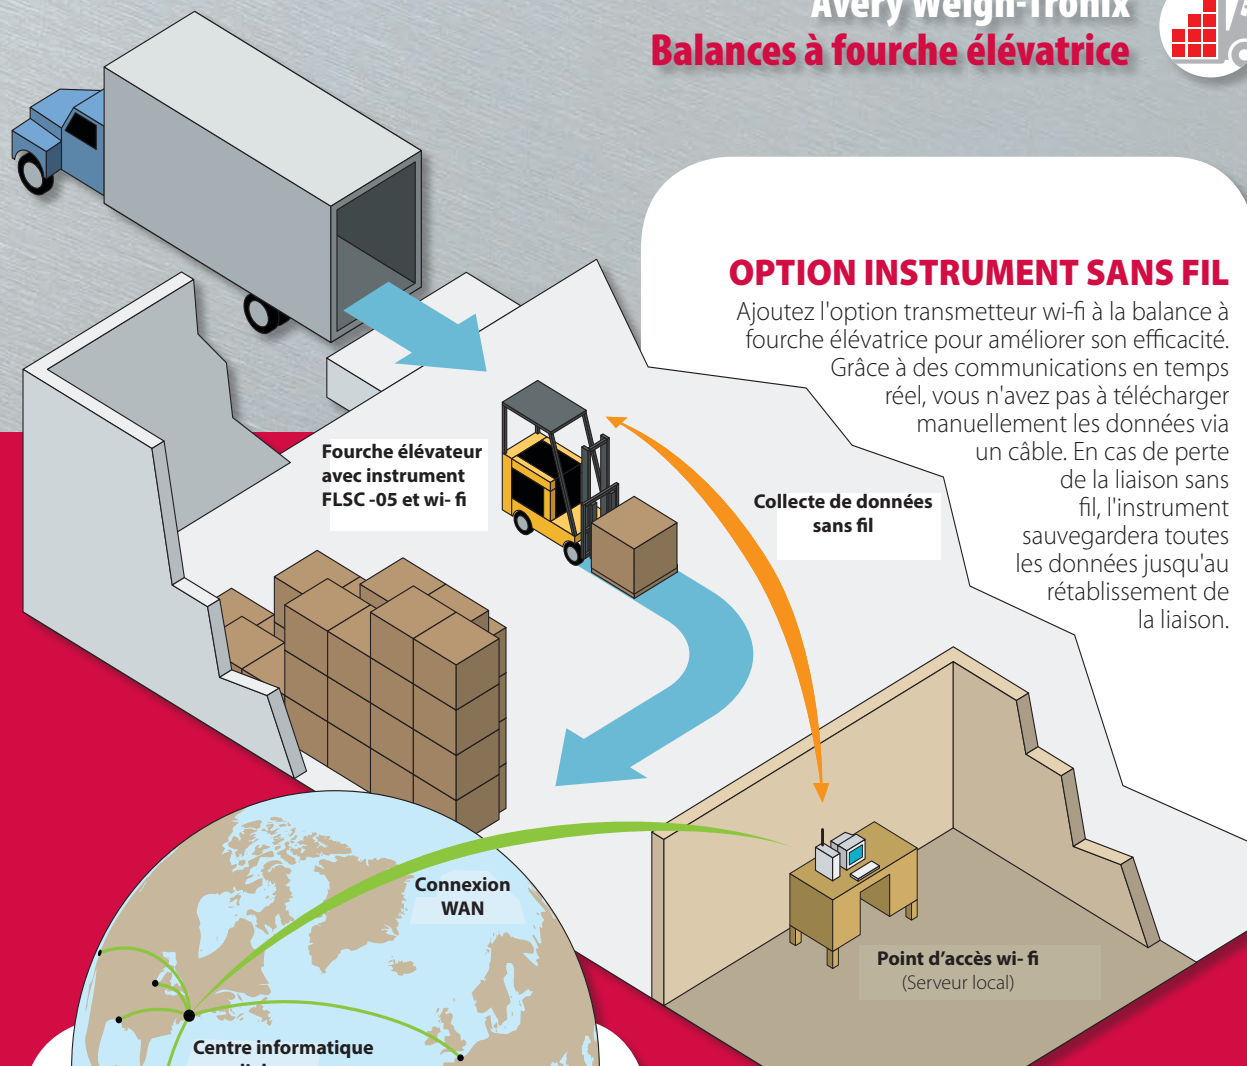 Avery Weigh-Tronix
Balances à fourche élévatrice
OPTION INSTRUMENT SANS FIL
Ajoutez l'option transmetteur wi-fi à la balance à
fourche élévatrice pour améliorer son efficacité.
Grâce à des communications en temps
réel, vous n'avez pas à télécharger
manuellement les données via
un câble. En cas de perte
de la liaison sans
fil, l'instrument
sauvegardera toutes
les données jusqu'au
rétablissement de
la liaison.
Fourche élévateur
avec instrument
FLSC -05 et wi- fi
Collecte de données
sans fil
Connexion
WAN
Point d’accès wi- fi
(Serveur local)
Centre informatique